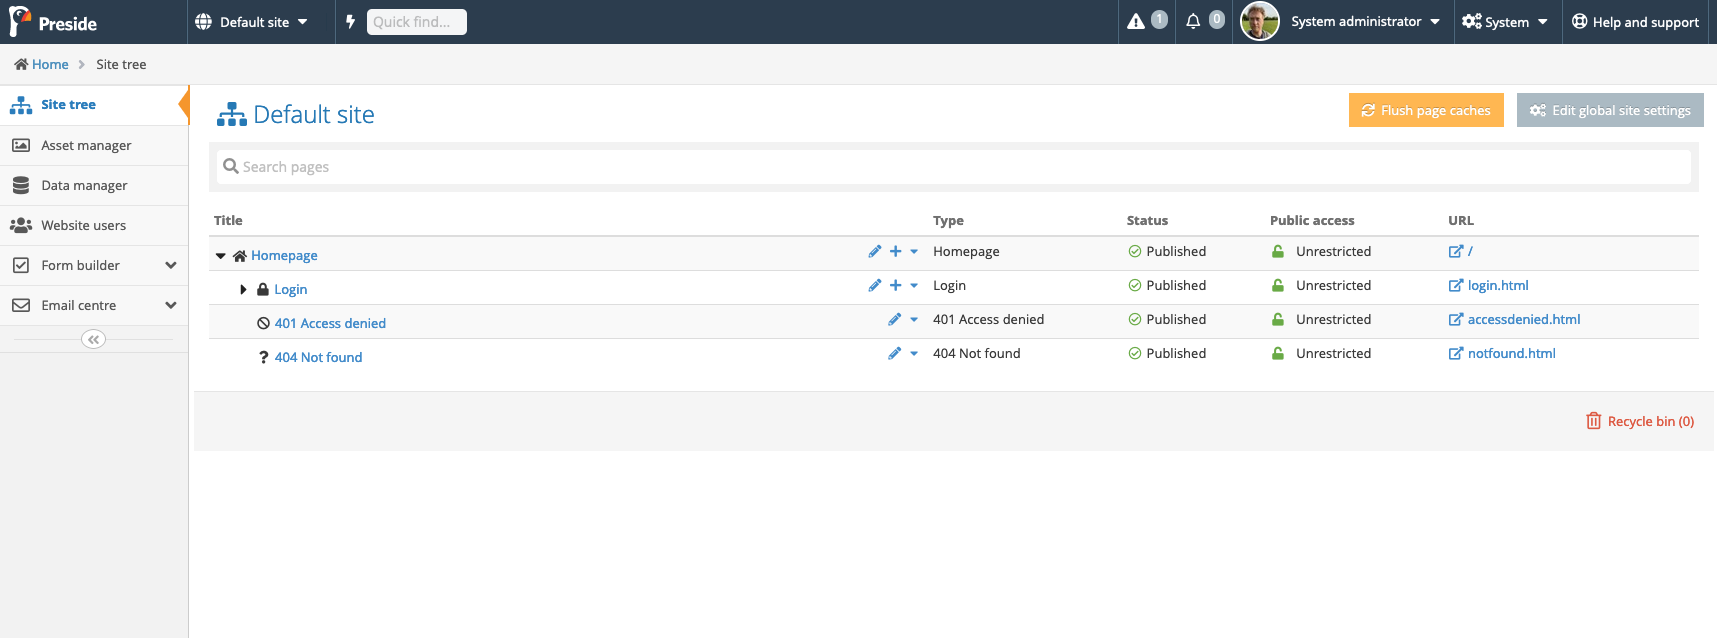 Preside
Default site
Quick find...
1
0
System administrator
System
Help and support
Home
Site tree
Site tree
Asset manager
Data manager
Website users
Form builder
Email centre
Default site
Flush page caches
Edit global site settings
Search pages
Title Type Status Public access URL
Homepage Homepage Published Unrestricted /
Login Login Published Unrestricted login.html
401 Access denied 401 Access denied Published Unrestricted accessdenied.html
404 Not found 404 Not found Published Unrestricted notfound.html
Recycle bin (0)